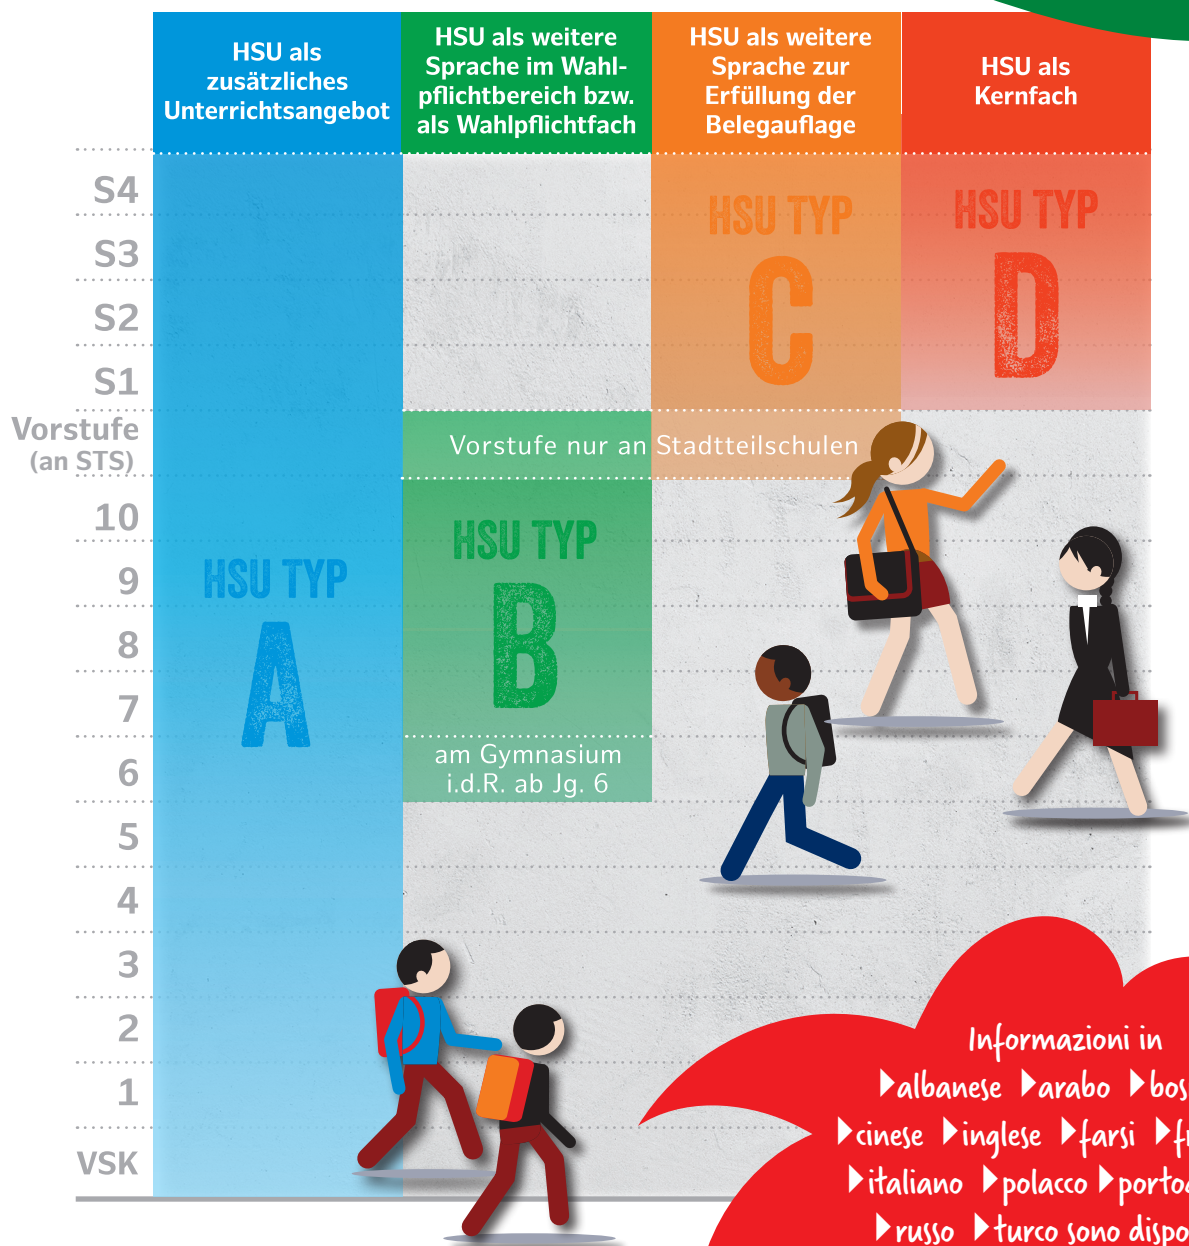 HSU als
zusätzliches
Unterrichtsangebot
HSU als weitere
Sprache im Wahl-
pflichtbereich bzw.
als Wahlpflichtfach
HSU als weitere
Sprache zur
Erfüllung der
Belegauflage
HSU als
Kernfach
S4
S3
S2
S1
Vorstufe
(an STS)
10
9
8
7
6
5
4
3
2
1
VSK
HSU TYP
A
HSU TYP
B
HSU TYP
C
HSU TYP
D
Vorstufe nur an Stadtteilschulen
am Gymnasium
i.d.R. ab Jg. 6
Informazioni in
▶albanese ▶arabo
▶cinese ▶inglese ▶farsi
▶italiano ▶polacco
▶russo ▶turco sono